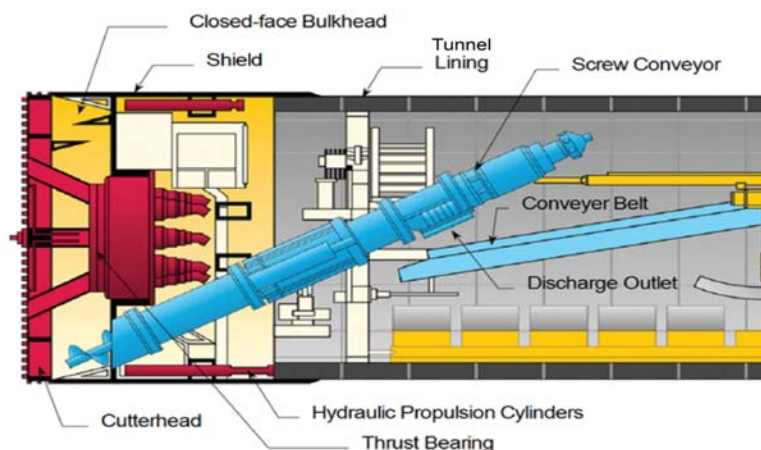 Closed-face Bulkhead
Shield
Tunnel
Lining
Screw Conveyor
Conveyer Belt
Discharge Outlet
Hydraulic Propulsion Cylinders
Cutterhead
Thrust Bearing